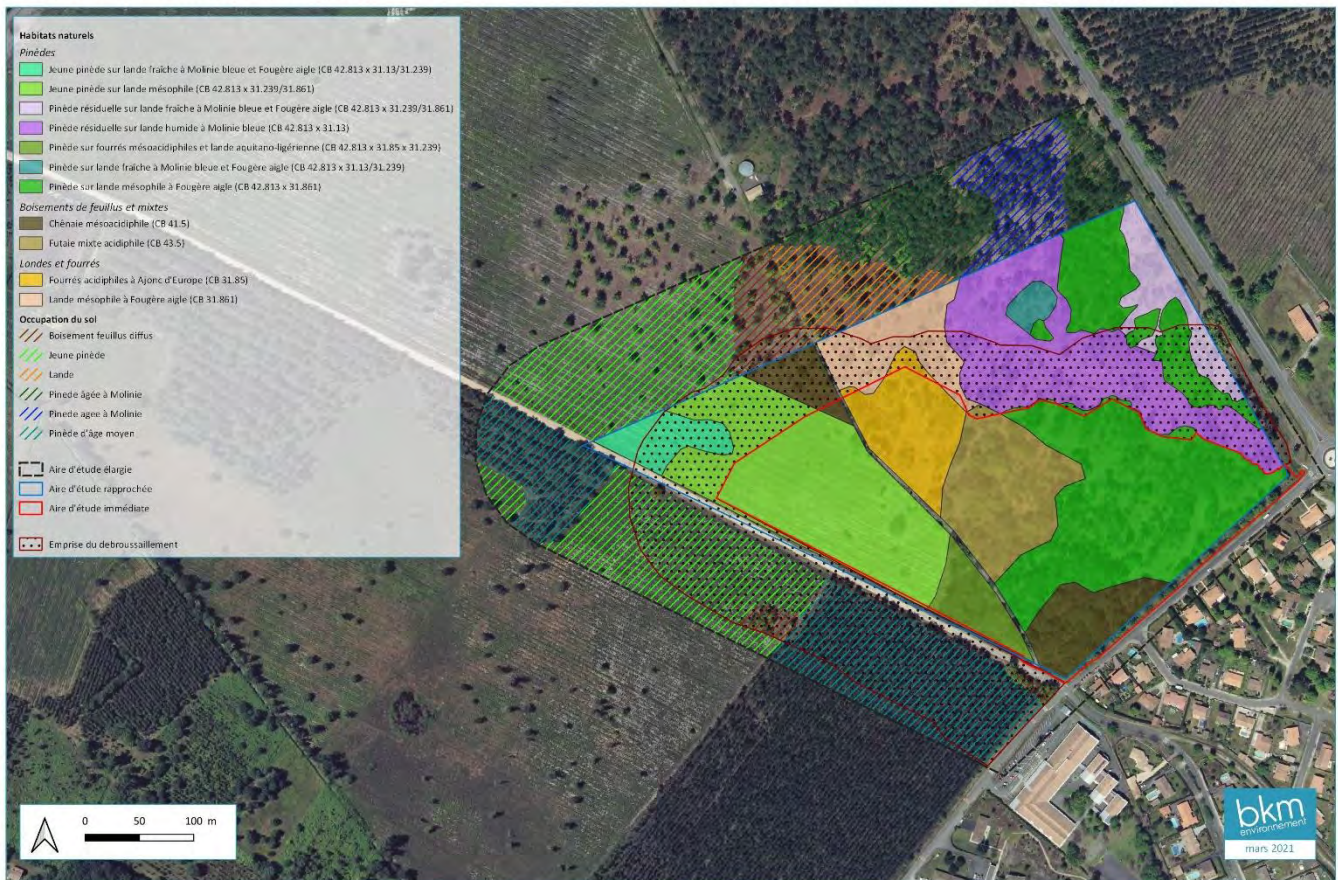 Habitats naturels
Pinèdes
Jeune pinède sur lande fraîche à Molinie bleue et Fougère aigle (CB 42.813 x 31.13/31.239)
Jeune pinède sur lande mésophile (CB 42.813 x 31.239/31.861)
Pinède résiduelle sur lande fraîche à Molinie bleue et Fougère aigle (CB 42.813 x 31.239/31.861)
Pinède résiduelle sur lande humide à Molinie bleue (CB 42.813 x 31.13)
Pinède sur fourrés mésoacidiphiles et lande aquitano-ligérienne (CB 42.813 x 31.85 x 31.239)
Pinède sur lande fraîche à Molinie bleue et Fougère aigle (CB 42.813 x 31.13/31.239)
Pinède sur lande mésophile à Fougère aigle (CB 42.813 x 31.861)
Boisements de feuillus et mixtes
Chênaie mésoacidiphile (CB 41.5)
Futaie mixte acidiphile (CB 43.5)
Landes et fourrés
Fourrés acidiphiles à Ajonc d'Europe (CB 31.85)
Lande mésophile à Fougère aigle (CB 31.861)
Occupation du sol
Boisement feuillus diffus
Jeune pinède
Lande
Pinede âgée à Molinie
Pinede agee à Molinie
Pinède d'âge moyen
Aire d'étude élargie
Aire d'étude rapprochée
Aire d'étude immédiate
Emprise du debroussaillement
0 50 100 m
bkm
environnement
mars 2021